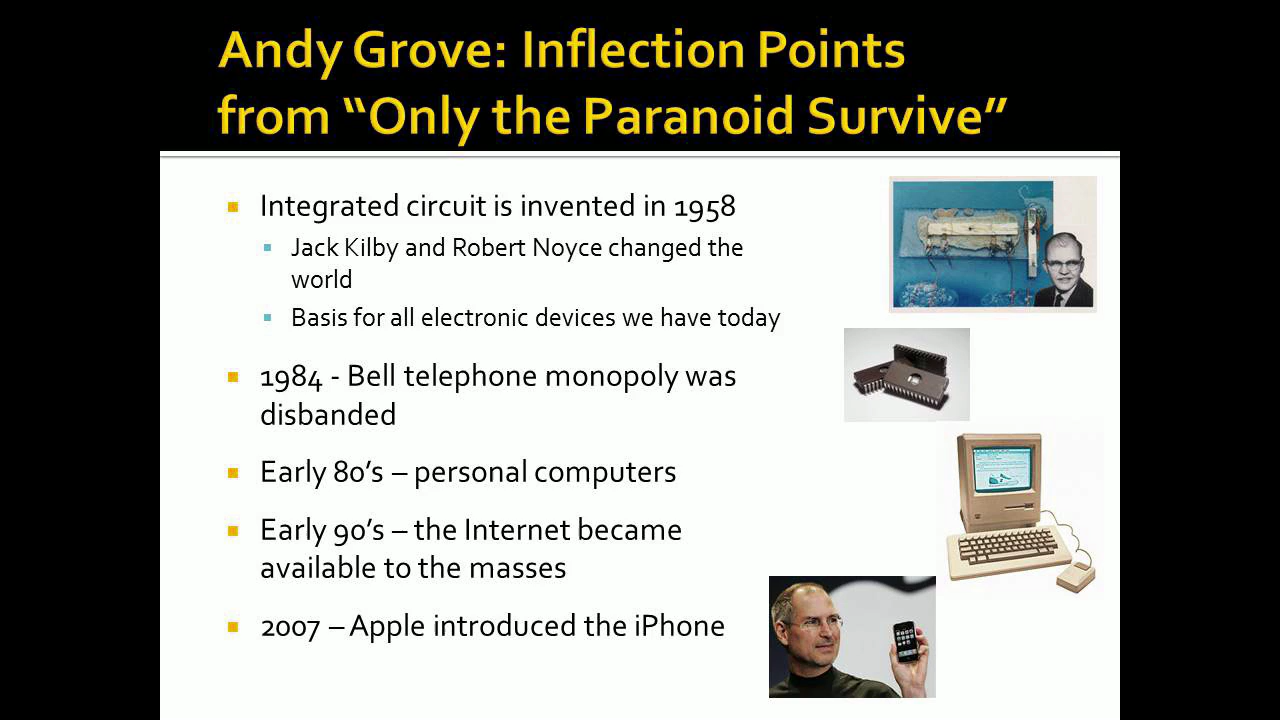 Andy Grove: Inflection Points
from “Only the Paranoid Survive”
Integrated circuit is invented in 1958
Jack Kilby and Robert Noyce changed the
world
Basis for all electronic devices we have today
1984 - Bell telephone monopoly was
disbanded
Early 80’s – personal computers
Early 90’s – the Internet became
available to the masses
2007 – Apple introduced the iPhone